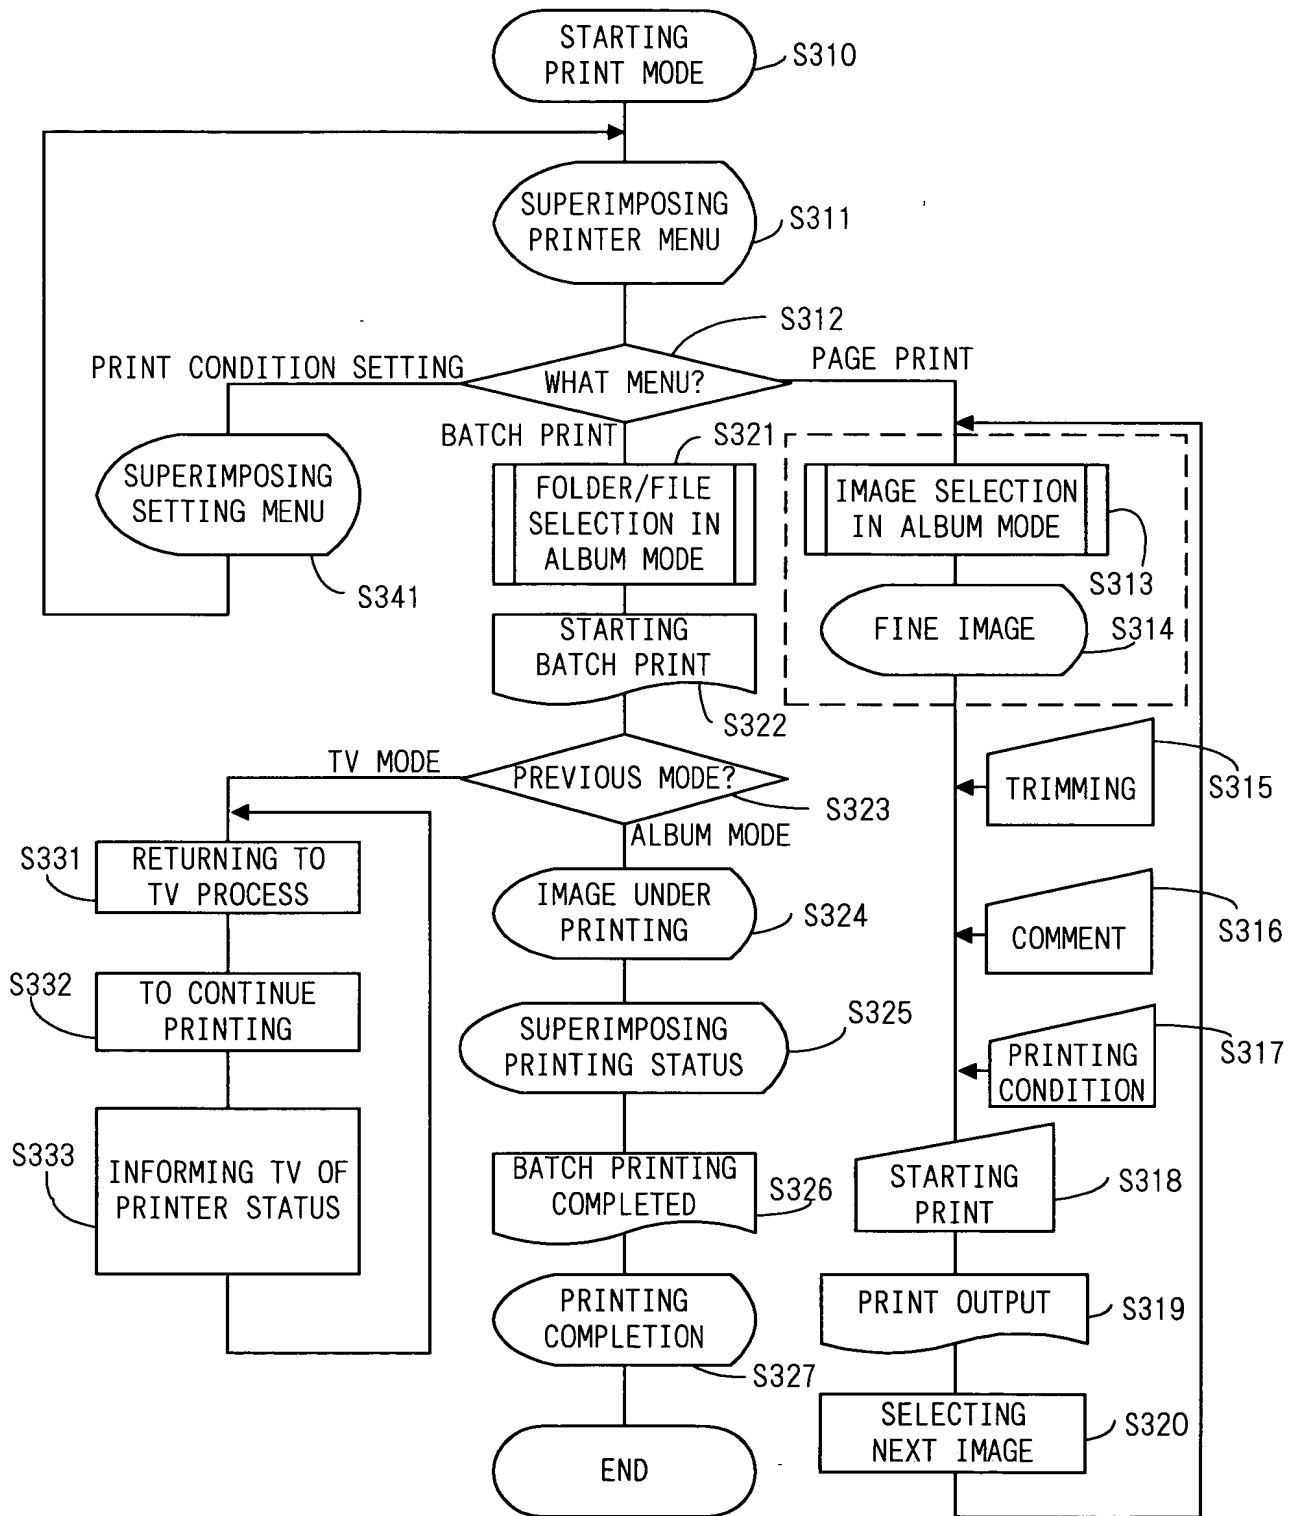 STARTING
PRINT MODE
S310
SUPERIMPOSING
PRINTER MENU
S311
S312
PRINT CONDITION SETTING
WHAT MENU?
PAGE PRINT
BATCH PRINT
SUPERIMPOSING
SETTING MENU
S341
S321
FOLDER/FILE
SELECTION IN
ALBUM MODE
IMAGE SELECTION
IN ALBUM MODE
S313
FINE IMAGE
S314
STARTING
BATCH PRINT
S322
TV MODE
PREVIOUS MODE?
S323
ALBUM MODE
TRIMMING
S315
S331
RETURNING TO
TV PROCESS
IMAGE UNDER
PRINTING
S324
COMMENT
S316
S332
TO CONTINUE
PRINTING
SUPERIMPOSING
PRINTING STATUS
S325
PRINTING
CONDITION
S317
S333
INFORMING TV OF
PRINTER STATUS
BATCH PRINTING
COMPLETED
S326
STARTING
PRINT
S318
PRINTING
COMPLETION
S327
PRINT OUTPUT
S319
SELECTING
NEXT IMAGE
S320
END